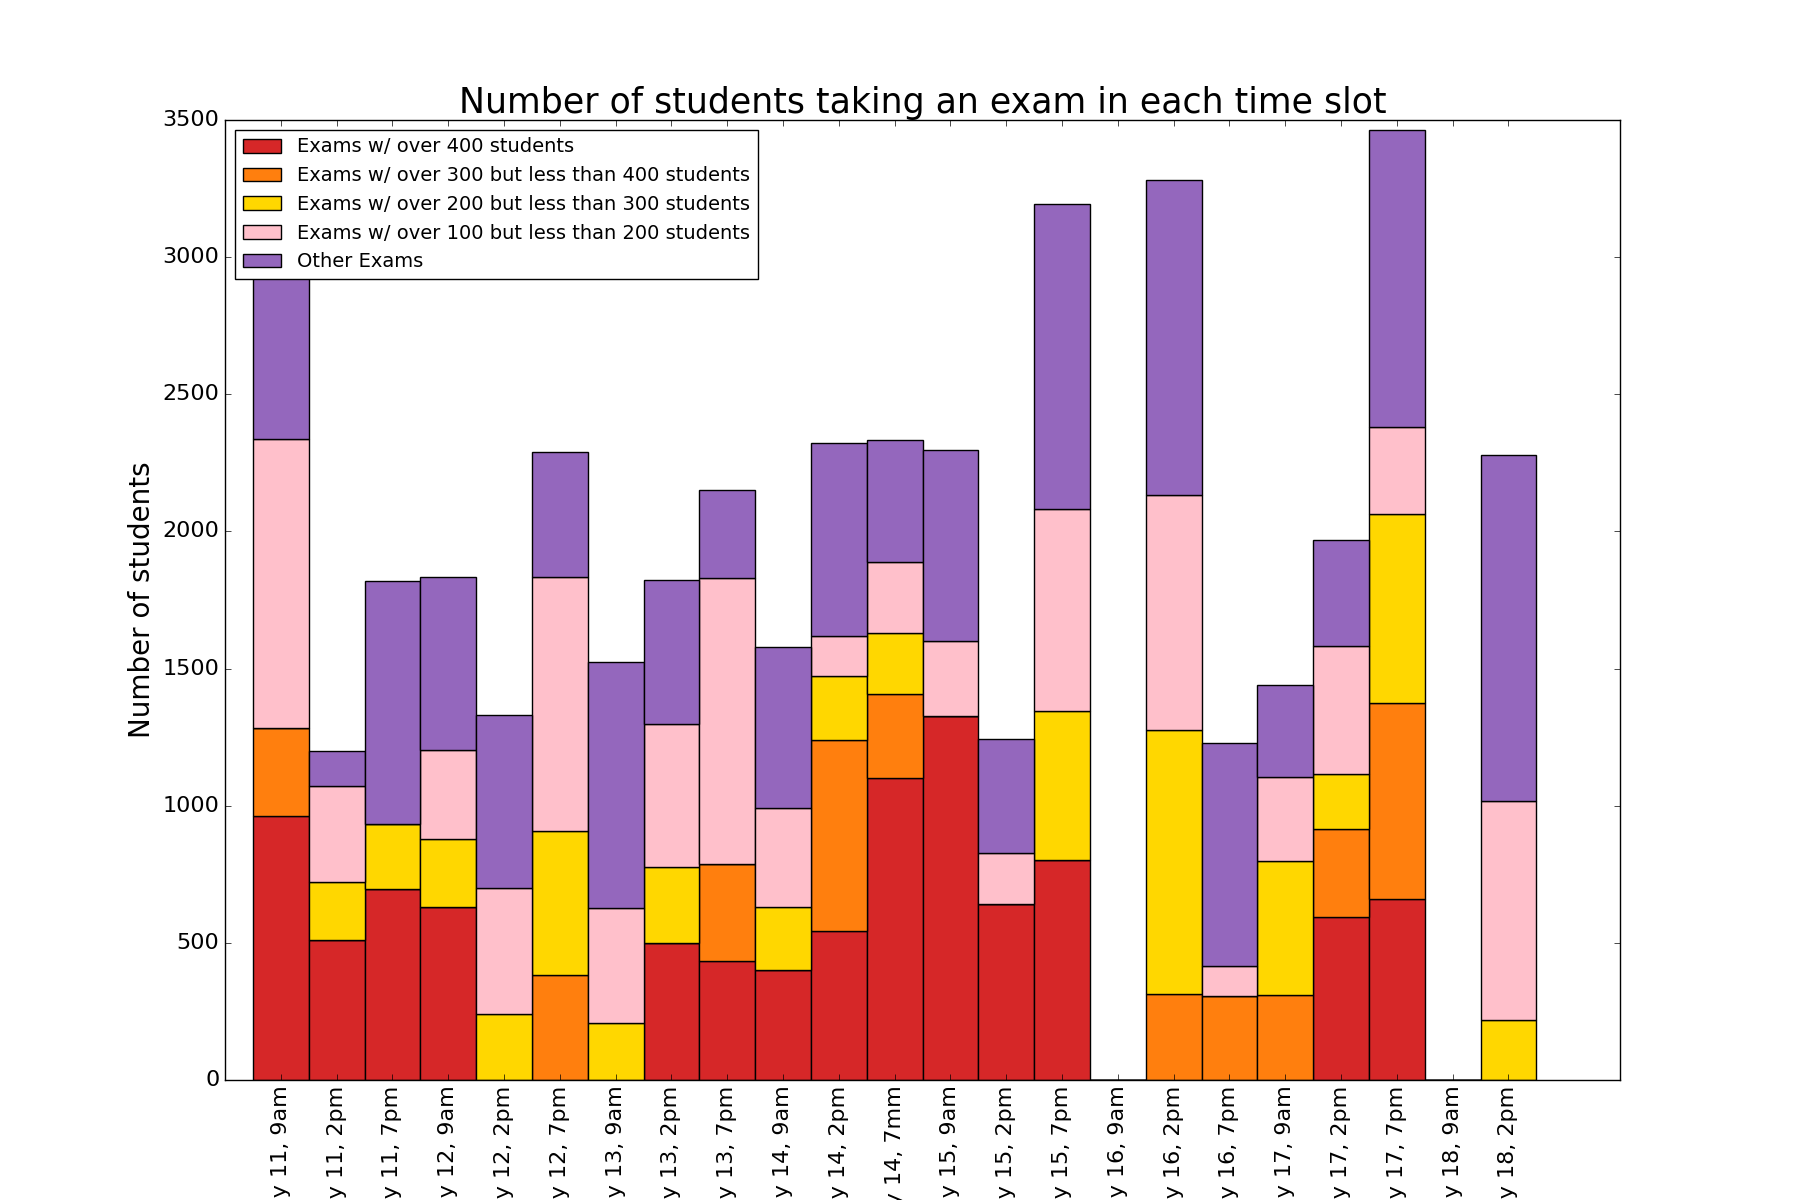 Number of students taking an exam in each time slot
Exams w/ over 400 students
Exams w/ over 300 but less than 400 students
Exams w/ over 200 but less than 300 students
Exams w/ over 100 but less than 200 students
Other Exams
Number of students
3500
3000
2500
2000
1500
1000
500
0
y 11, 9am
y 11, 2pm
y 11, 7pm
y 12, 9am
y 12, 2pm
y 12, 7pm
y 13, 9am
y 13, 2pm
y 13, 7pm
y 14, 9am
y 14, 2pm
y 14, 7mm
y 15, 9am
y 15, 2pm
y 15, 7pm
y 16, 9am
y 16, 2pm
y 16, 7pm
y 17, 9am
y 17, 2pm
y 17, 7pm
y 18, 9am
y 18, 2pm